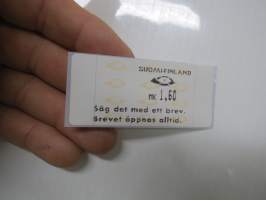 SUOMI FINLAND
MK 1,60
Säg det med ett brev.
Brevet öppnas alltid.